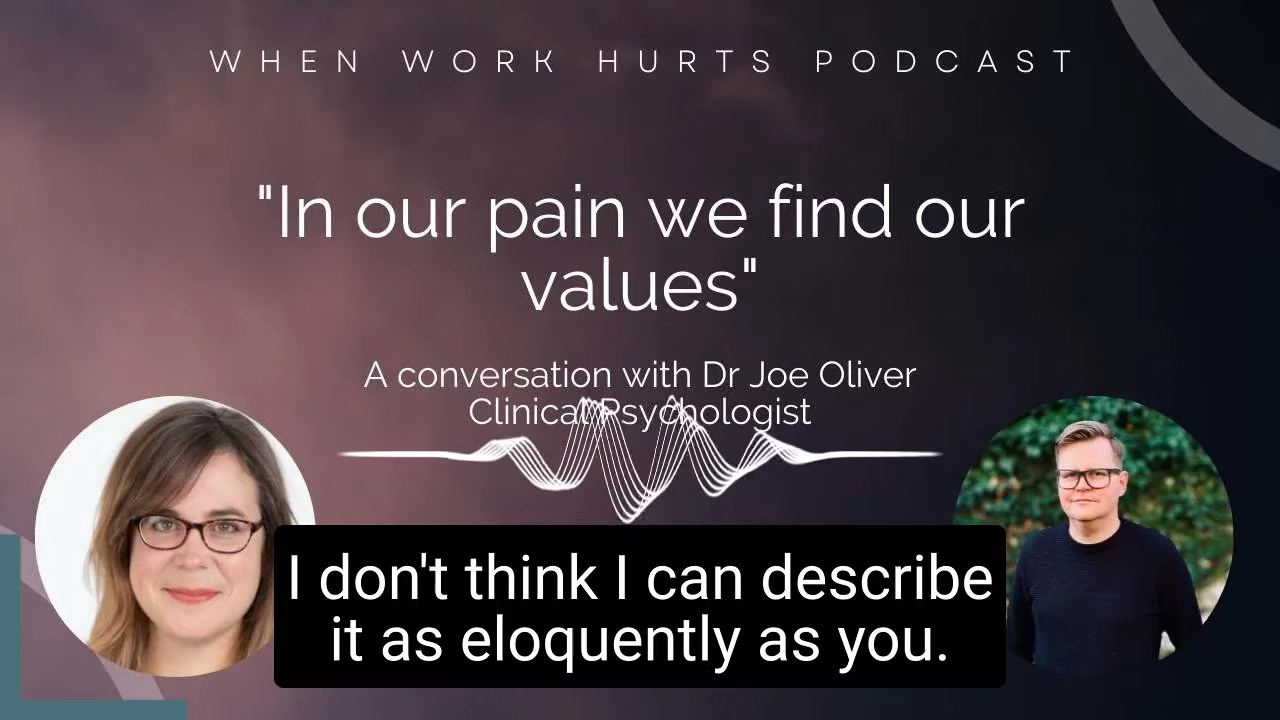 WHEN WORK HURTS PODCAST
"In our pain we find our
values"
A conversation with Dr Joe Oliver
Clinical Psychologist
I don't think I can describe
it as eloquently as you.